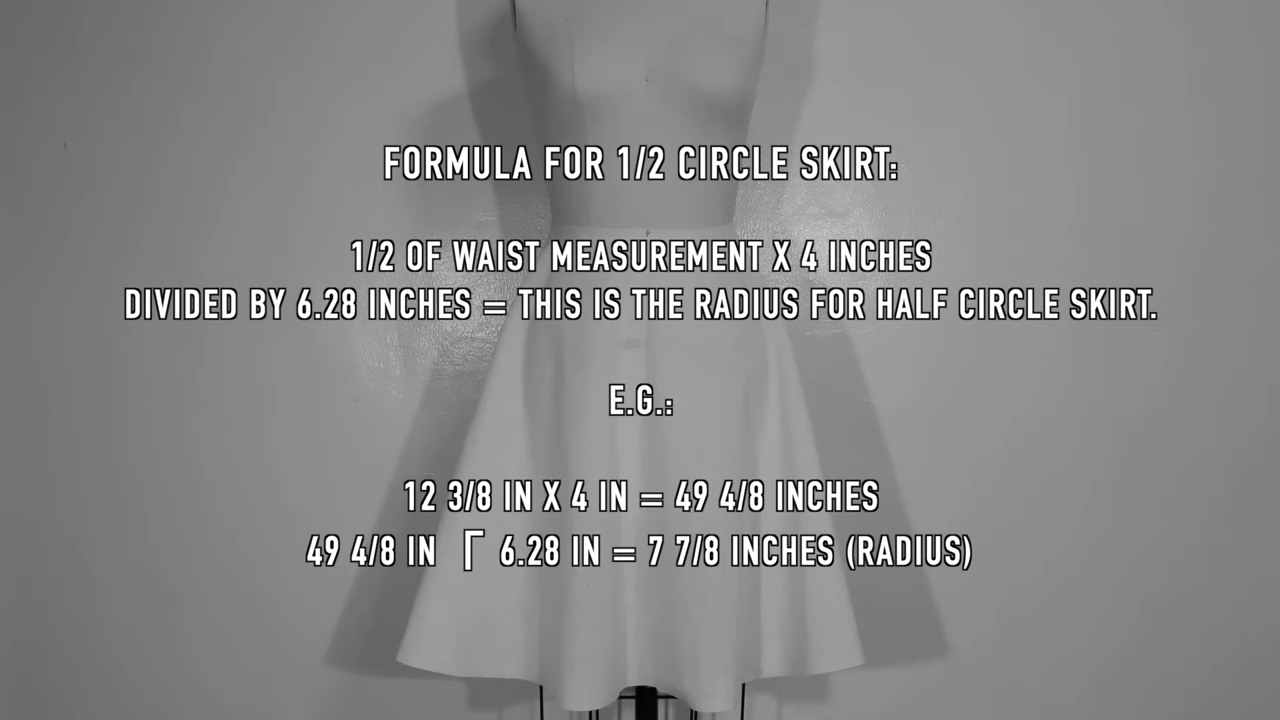 FORMULA FOR 1/2 CIRCLE SKIRT:
1/2 OF WAIST MEASUREMENT X 4 INCHES
DIVIDED BY 6.28 INCHES = THIS IS THE RADIUS FOR HALF CIRCLE SKIRT.
E.G.:
12 3/8 IN X 4 IN = 49 4/8 INCHES
49 4/8 IN ⎡ 6.28 IN = 7 7/8 INCHES (RADIUS)